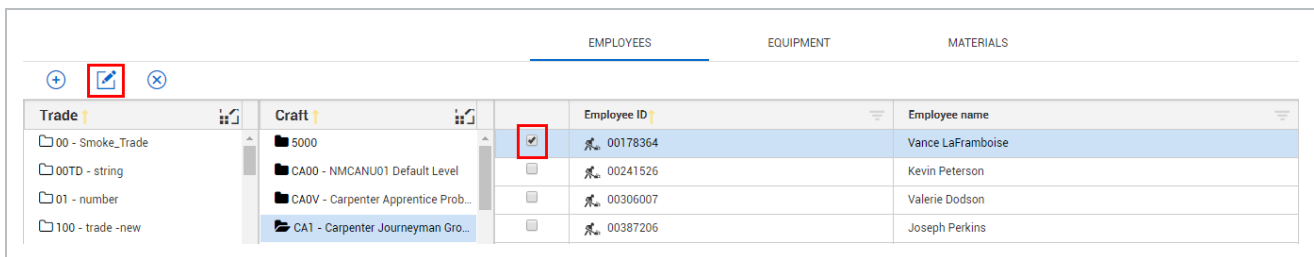 EMPLOYEES EQUIPMENT MATERIALS
Trade Craft Employee ID Employee name
00 - Smoke_Trade 5000 00178364 Vance LaFramboise
00TD - string CA00 - NMCANU01 Default Level 00241526 Kevin Peterson
01 - number CA0V - Carpenter Apprentice Prob... 00306007 Valerie Dodson
100 - trade -new CA1 - Carpenter Journeyman Gro... 00387206 Joseph Perkins